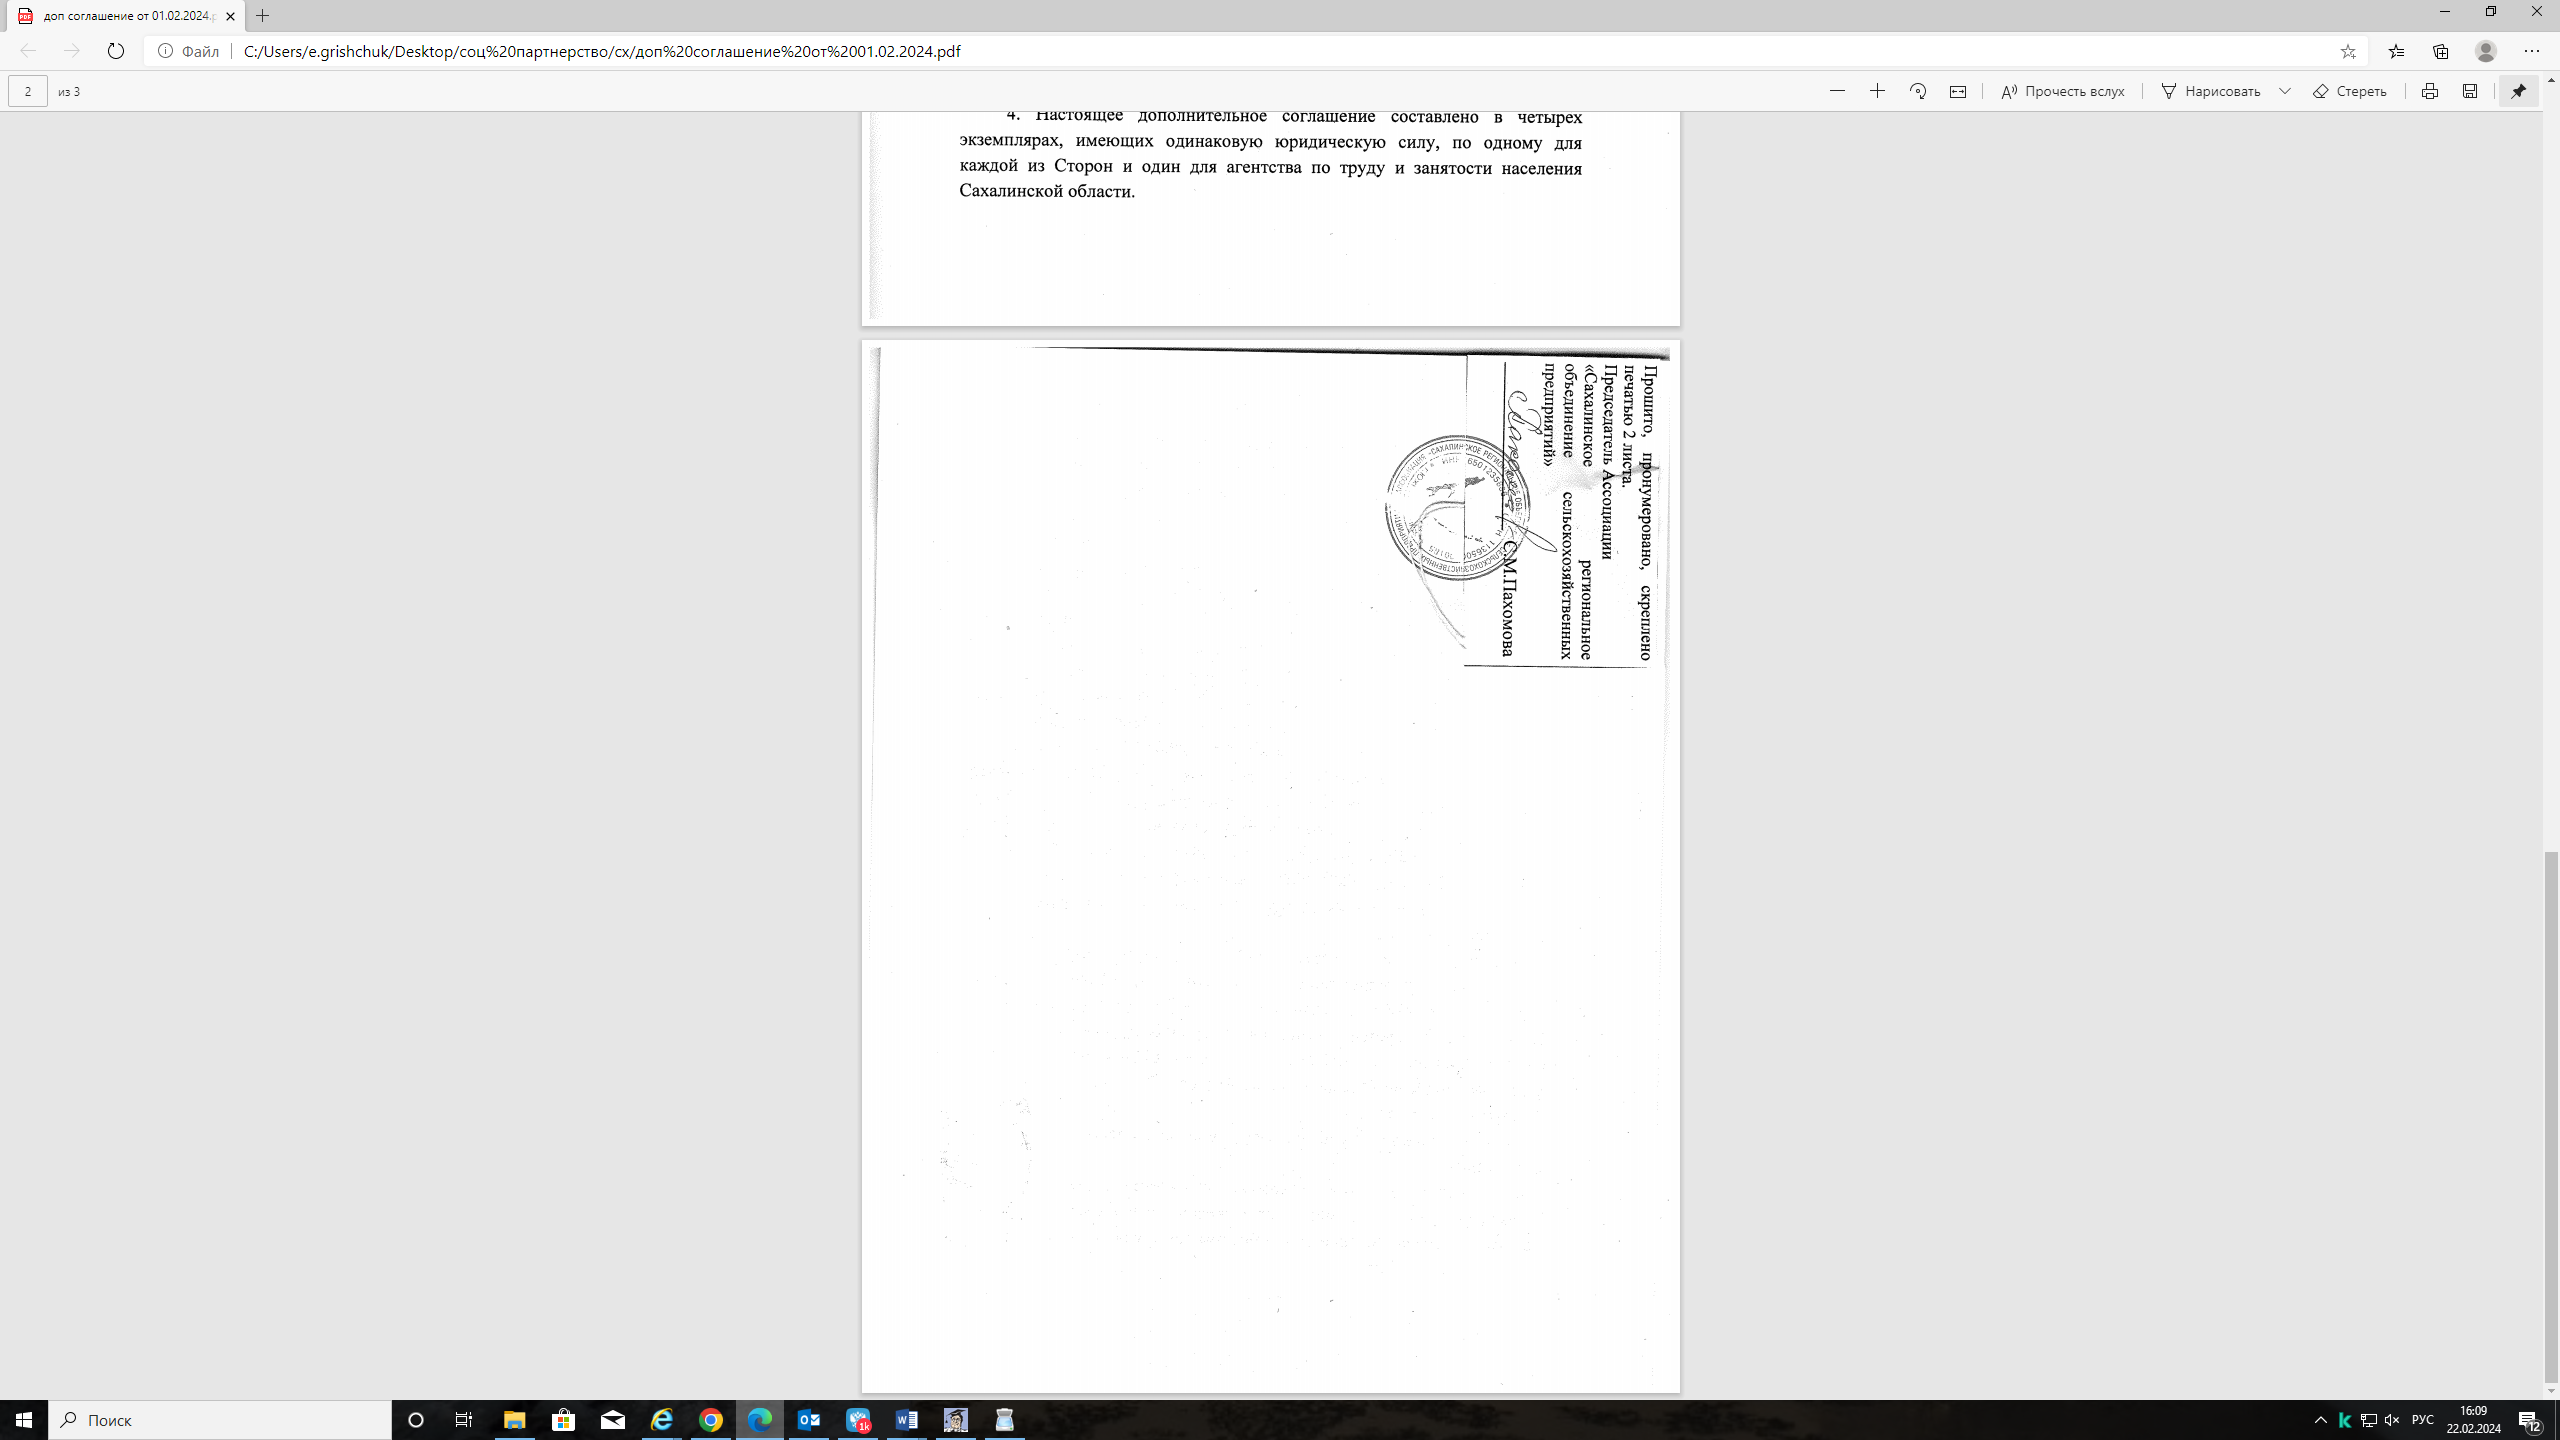 доп соглашение от 01.02.2024.p
Файл
C:/Users/e.grishchuk/Desktop/соц%20партнерство/сх/доп%20соглашение%20от%2001.02.2024.pdf
2 из 3
Прочесть вслух
Нарисовать
Стереть
4. Настоящее дополнительное соглашение составлено в четырех
экземплярах, имеющих одинаковую юридическую силу, по одному для
каждой из Сторон и один для агентства по труду и занятости населения
Сахалинской области.
Прошито, пронумеровано, скреплено
печатью 2 листа.
Председатель Ассоциации
«Сахалинское региональное
объединение сельскохозяйственных
предприятий»
С.М.Пахомова
Поиск
1k
РУС
16:09
22.02.2024
12